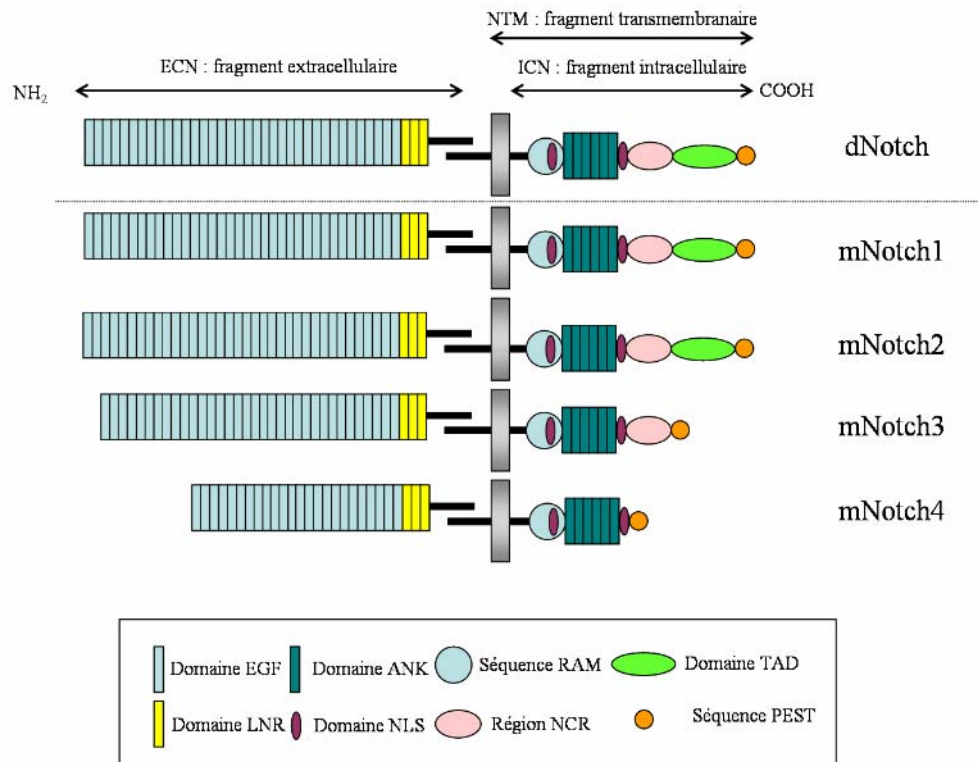 NTM : fragment transmembranaire
ECN : fragment extracellulaire
ICN : fragment intracellulaire
NH2
COOH
dNotch
mNotch1
mNotch2
mNotch3
mNotch4
Domaine EGF
Domaine ANK
Séquence RAM
Domaine TAD
Domaine LNR
Domaine NLS
Région NCR
Séquence PEST